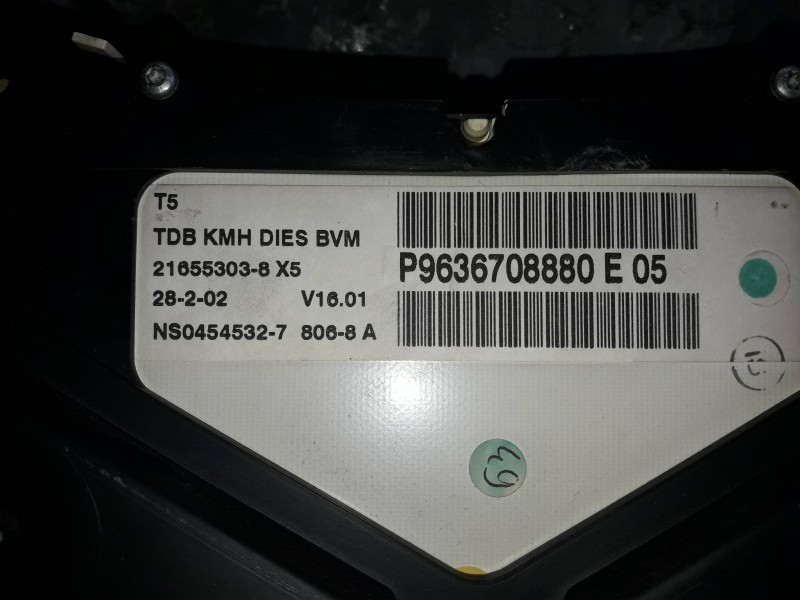 T5
TDB KMH DIES BVM
21655303-8 X5
28-2-02 V16.01
NS0454532-7 806-8 A
P9636708880 E 05